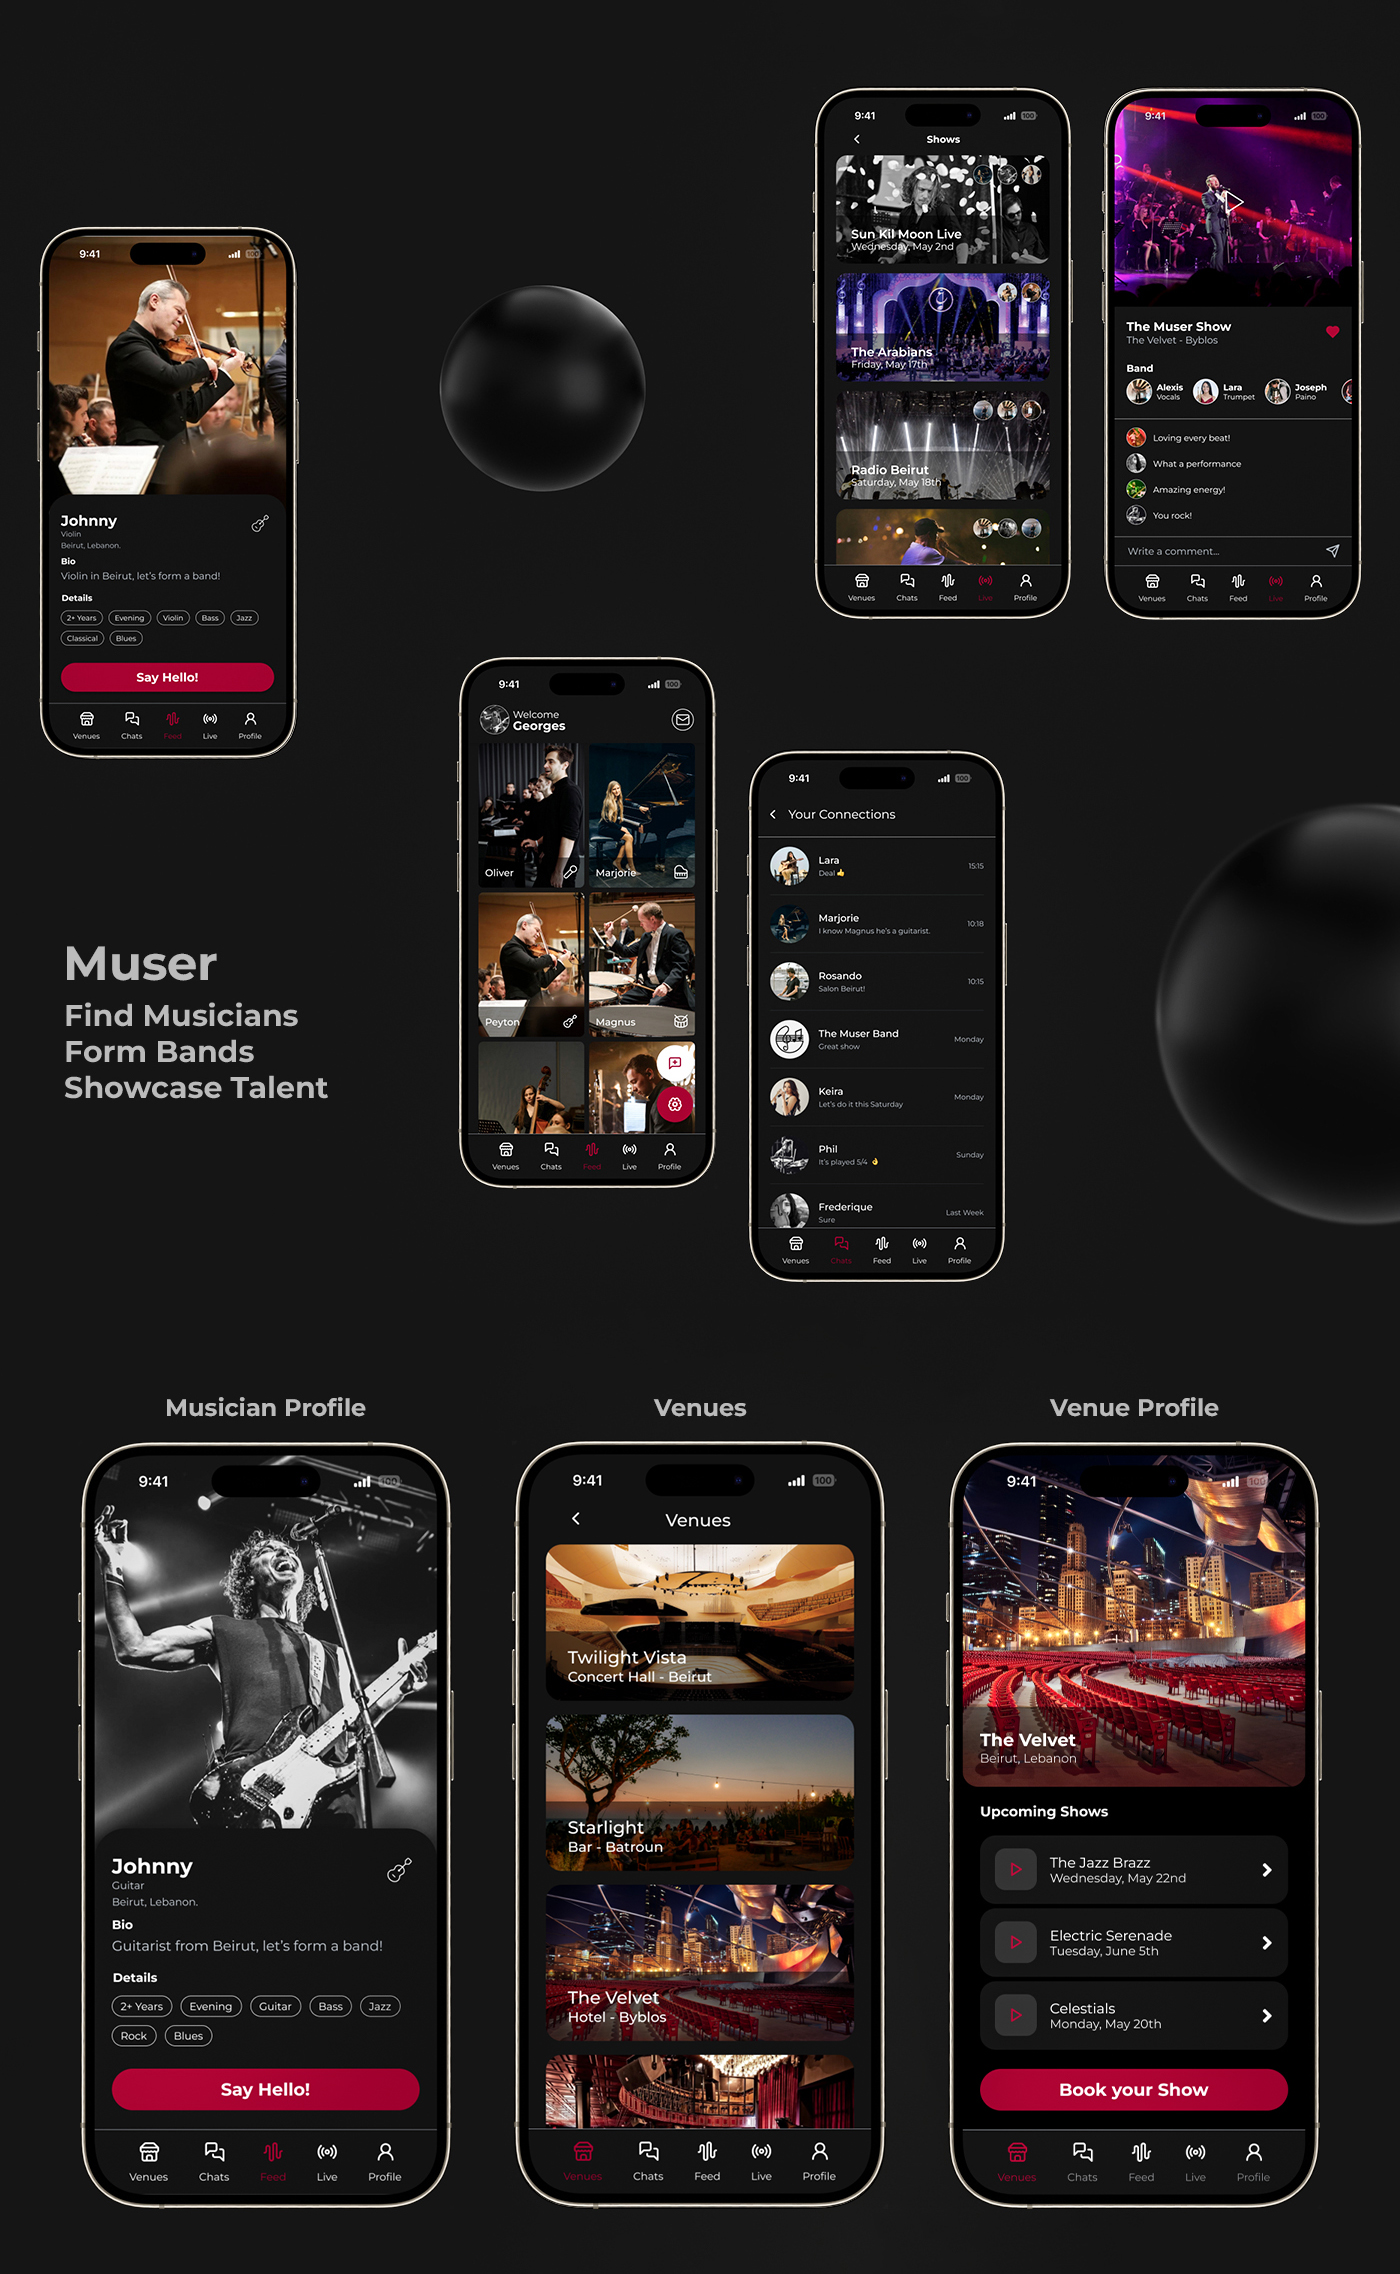 9:41
100
Johnny
Violin
Beirut, Lebanon.
Bio
Violin in Beirut, let's form a band!
Details
2+ Years
Evening
Violin
Bass
Jazz
Classical
Blues
Say Hello!
Venues
Chats
Feed
Live
Profile
9:41
100
Shows
Sun Kil Moon Live
Wednesday, May 2nd
The Arabians
Friday, May 17th
Radio Beirut
Saturday, May 18th
Venues
Chats
Feed
Live
Profile
9:41
100
The Muser Show
The Velvet - Byblos
Band
Alexis
Vocals
Lara
Trumpet
Joseph
Paino
Loving every beat!
What a performance
Amazing energy!
You rock!
Write a comment...
Venues
Chats
Feed
Live
Profile
9:41
100
Welcome
Georges
Oliver
Marjorie
Peyton
Magnus
Venues
Chats
Feed
Live
Profile
9:41
100
Your Connections
Lara
Deal 👍
15:15
Marjorie
I know Magnus he's a guitarist.
10:18
Rosando
Salon Beirut!
10:15
The Muser Band
Great show
Monday
Keira
Let's do it this Saturday
Monday
Phil
It's played 5/4 👌
Sunday
Frederique
Sure
Last Week
Venues
Chats
Feed
Live
Profile
Muser
Find Musicians
Form Bands
Showcase Talent
Musician Profile
9:41
100
Johnny
Guitar
Beirut, Lebanon.
Bio
Guitarist from Beirut, let's form a band!
Details
2+ Years
Evening
Guitar
Bass
Jazz
Rock
Blues
Say Hello!
Venues
Chats
Feed
Live
Profile
Venues
9:41
100
Venues
Twilight Vista
Concert Hall - Beirut
Starlight
Bar - Batroun
The Velvet
Hotel - Byblos
Venues
Chats
Feed
Live
Profile
Venue Profile
9:41
100
The Velvet
Beirut, Lebanon
Upcoming Shows
The Jazz Brazz
Wednesday, May 22nd
Electric Serenade
Tuesday, June 5th
Celestials
Monday, May 20th
Book your Show
Venues
Chats
Feed
Live
Profile